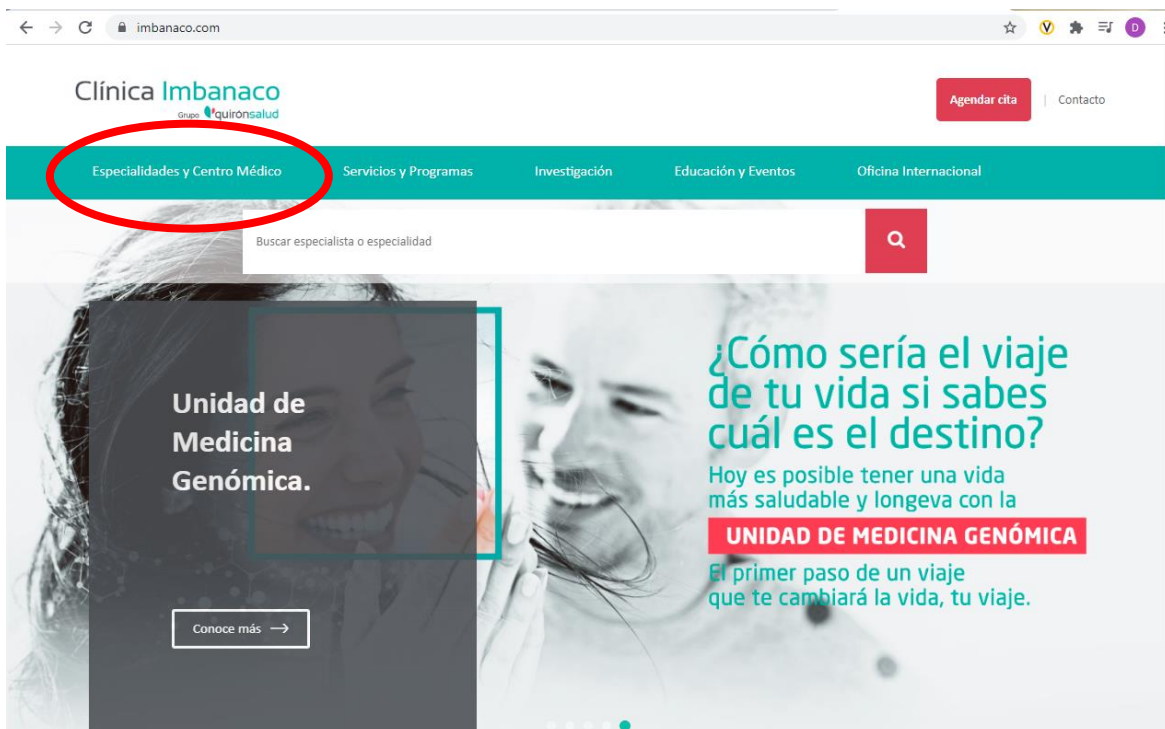 imbanaco.com
D
Clínica Imbanaco
Grupo quirónsalud
Agendar cita | Contacto
Especialidades y Centro Médico Servicios y Programas Investigación Educación y Eventos Oficina Internacional
Buscar especialista o especialidad
Unidad de
Medicina
Genómica.
Conoce más →
¿Cómo sería el viaje
de tu vida si sabes
cuál es el destino?
Hoy es posible tener una vida
más saludable y longeva con la
UNIDAD DE MEDICINA GENÓMICA
El primer paso de un viaje
que te cambiará la vida, tu viaje.